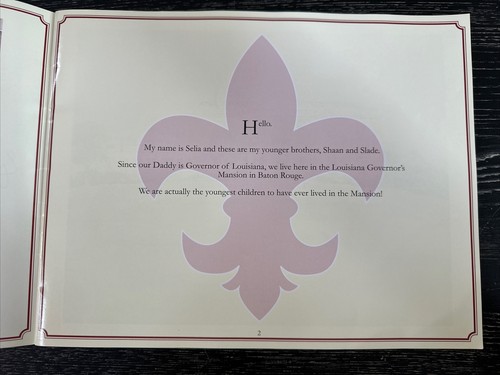 Hello.
My name is Selia and these are my younger brothers, Shaan and Slade.
Since our Daddy is Governor of Louisiana, we live here in the Louisiana Governor's
Mansion in Baton Rouge.
We are actually the youngest children to have ever lived in the Mansion!
2